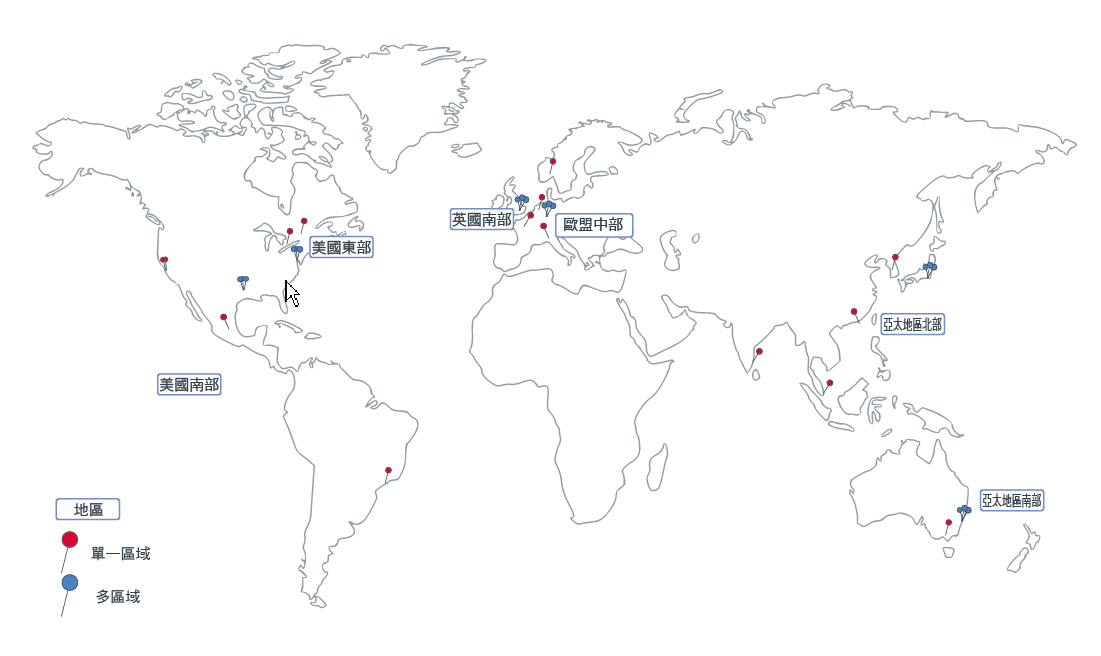 英國南部
歐盟中部
美國東部
亞太地區北部
美國南部
亞太地區南部
地區
單一區域
多區域